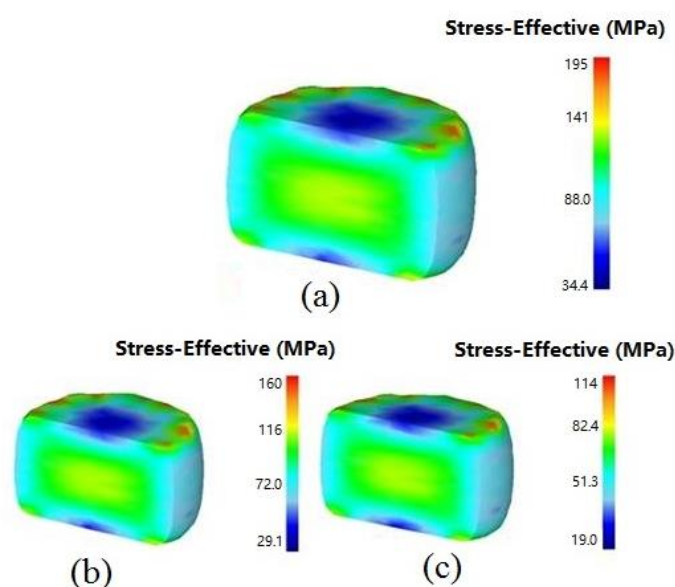 Stress-Effective (MPa)
195
141
88.0
34.4
(a)
Stress-Effective (MPa)
160
116
72.0
29.1
(b)
Stress-Effective (MPa)
114
82.4
51.3
19.0
(c)